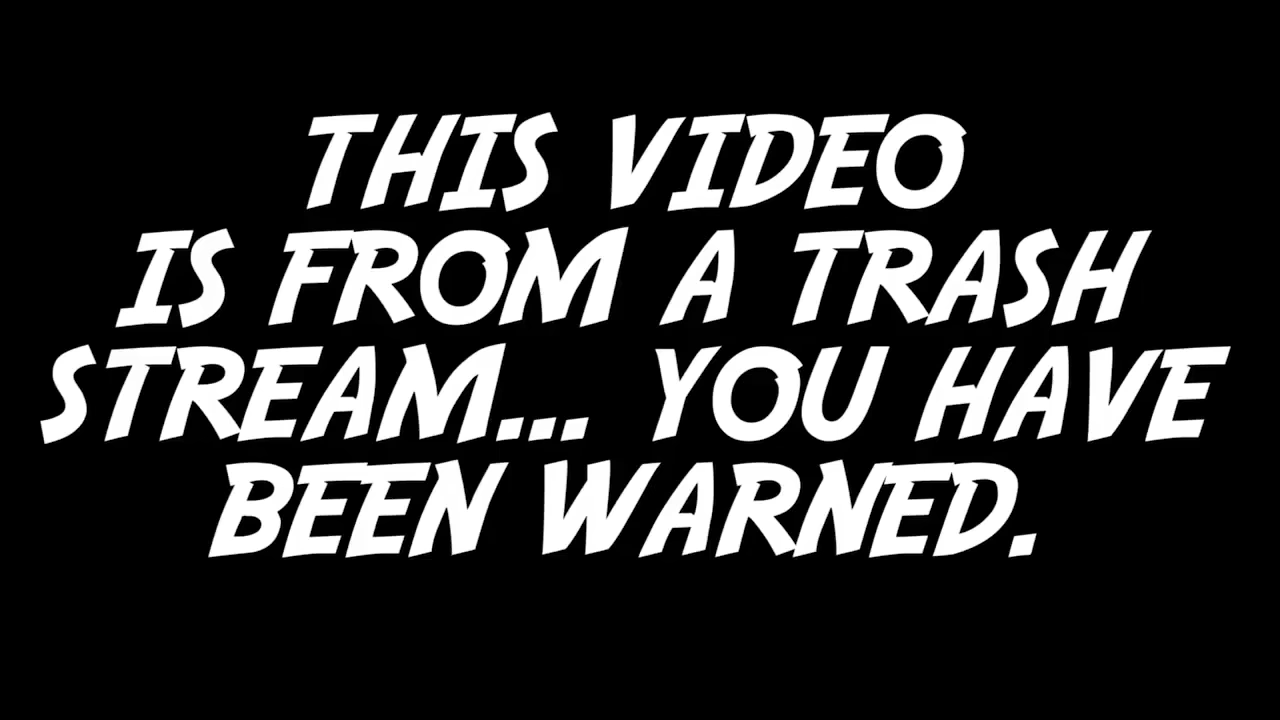 THIS VIDEO
IS FROM A TRASH
STREAM... YOU HAVE
BEEN WARNED.